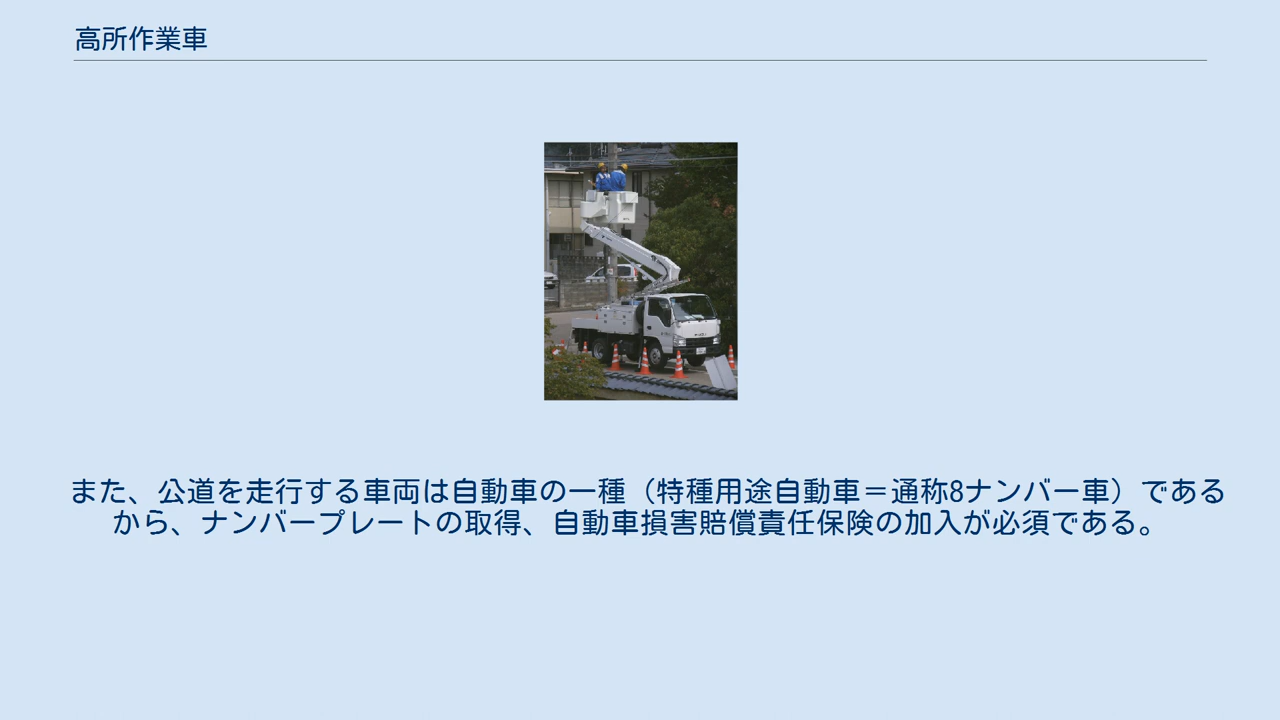 高所作業車
また、公道を走行する車両は自動車の一種（特種用途自動車＝通称8ナンバー車）である
から、ナンバープレートの取得、自動車損害賠償責任保険の加入が必須である。